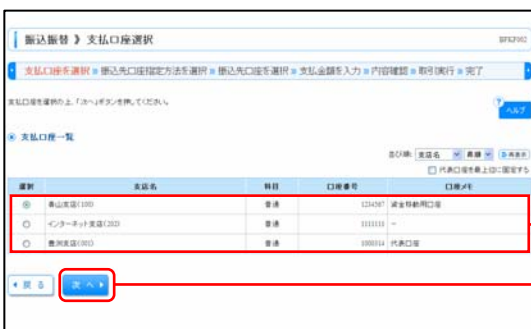 振込振替 》 支払口座選択
BFKF002
支払口座を選択 » 振込先口座指定方法を選択 » 振込先口座を選択 » 支払金額を入力 » 内容確認 » 取引実行 » 完了
支払口座を選択の上、「次へ」ボタンを押してください。
? ヘルプ
支払口座一覧
並び順: 支店名 昇順 再表示
代表口座を最上位に固定する
選択 支店名 科目 口座番号 口座メモ
青山支店(100) 普通 1234567 資金移動用口座
インターネット支店(202) 普通 1111111 -
豊洲支店(001) 普通 1000014 代表口座
戻る 次へ